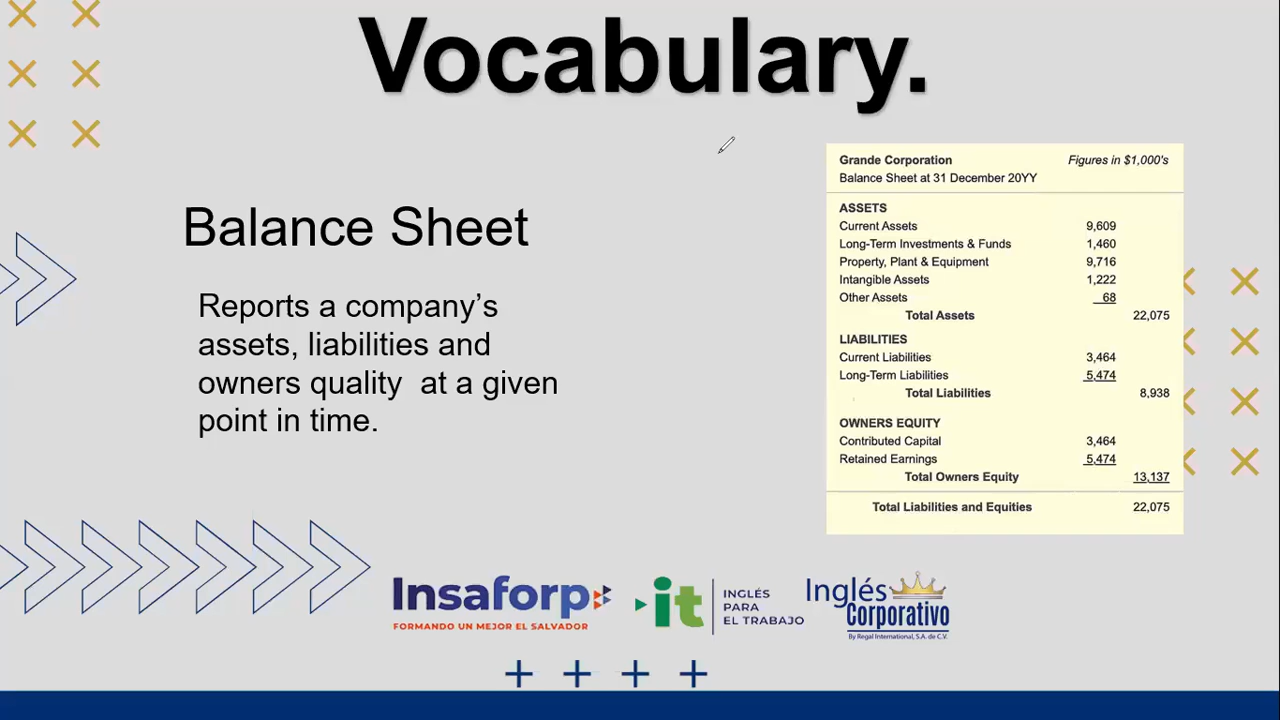 Vocabulary.
Balance Sheet
Reports a company's
assets, liabilities and
owners quality at a given
point in time.
Grande Corporation Figures in $1,000's
Balance Sheet at 31 December 20YY
ASSETS
Current Assets 9,609
Long-Term Investments & Funds 1,460
Property, Plant & Equipment 9,716
Intangible Assets 1,222
Other Assets 68
Total Assets 22,075
LIABILITIES
Current Liabilities 3,464
Long-Term Liabilities 5,474
Total Liabilities 8,938
OWNERS EQUITY
Contributed Capital 3,464
Retained Earnings 5,474
Total Owners Equity 13,137
Total Liabilities and Equities 22,075
Insaforp
FORMANDO UN MEJOR EL SALVADOR
it
INGLÉS
PARA
EL TRABAJO
Inglés
Corporativo
By Regal International, S.A. de C.V.